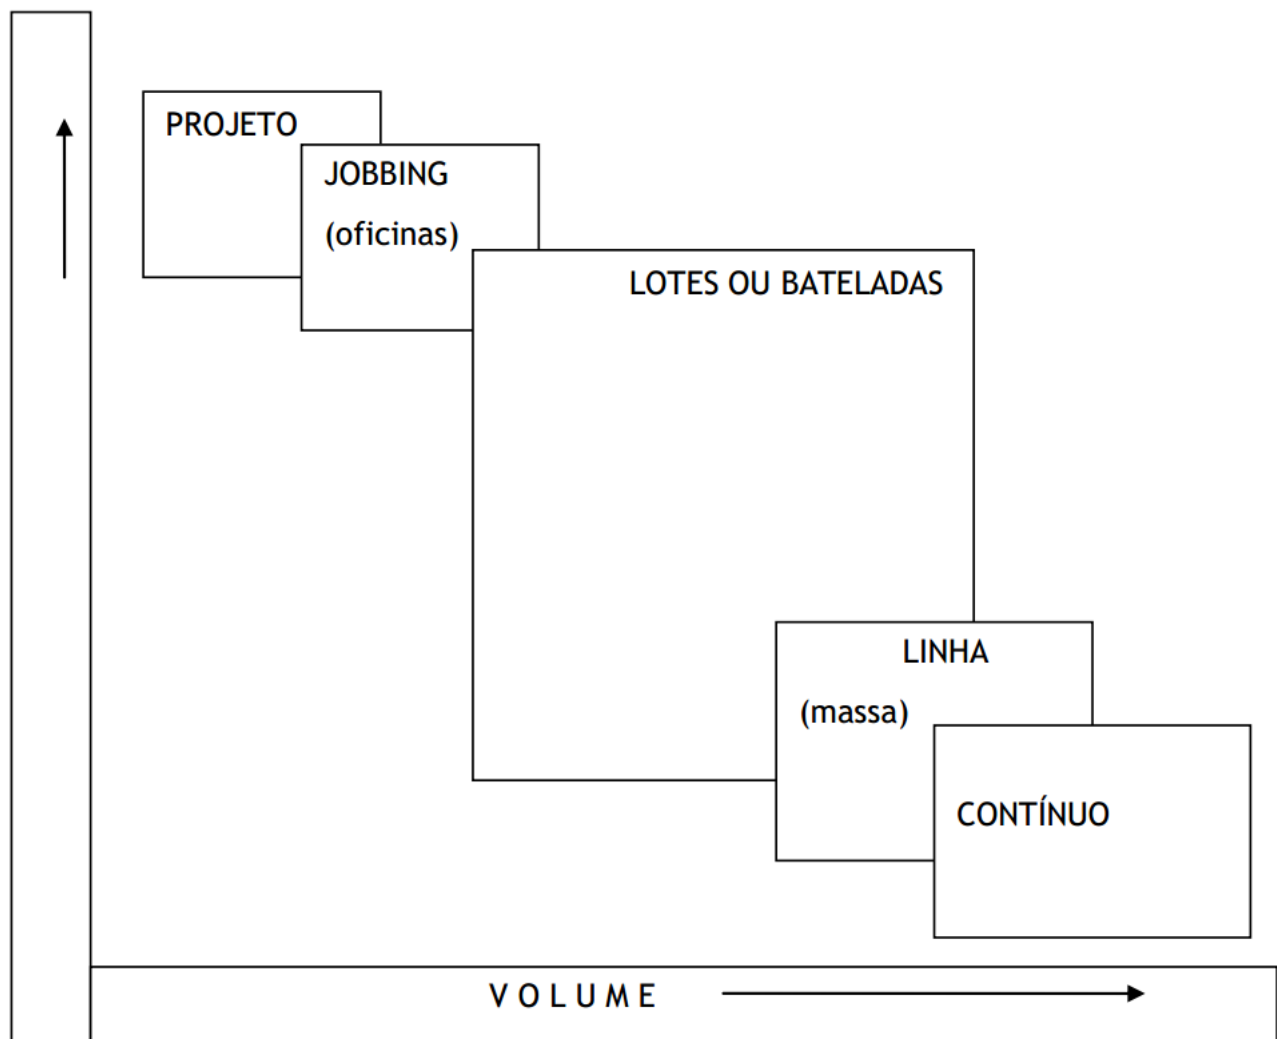 PROJETO
JOBBING
(oficinas)
LOTES OU BATELADAS
LINHA
(massa)
CONTÍNUO
V O L U M E